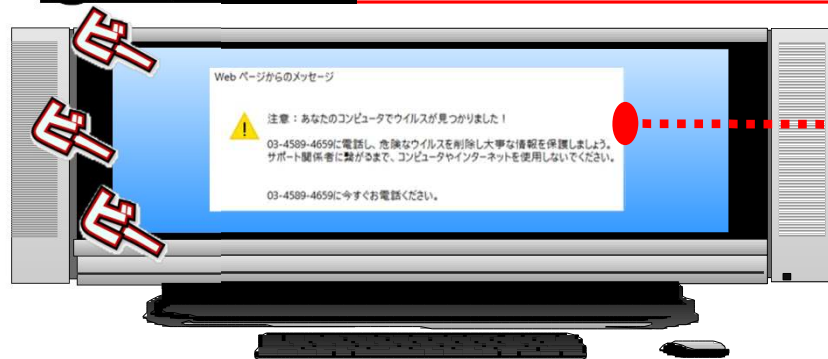 ビー
ビー
ビー
Web ページからのメッセージ
注意：あなたのコンピュータでウイルスが見つかりました！
03-4589-4659に電話し、危険なウイルスを削除し大事な情報を保護しましょう。
サポート関係者に繋がるまで、コンピュータやインターネットを使用しないでください。
03-4589-4659に今すぐお電話ください。